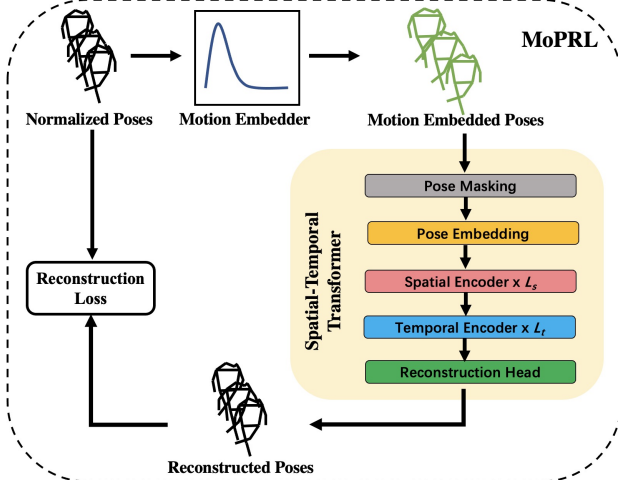 MoPRL
Normalized Poses
Motion Embedder
Motion Embedded Poses
Spatial-Temporal
Transformer
Pose Masking
Pose Embedding
Spatial Encoder x Ls
Temporal Encoder x Lt
Reconstruction Head
Reconstruction
Loss
Reconstructed Poses